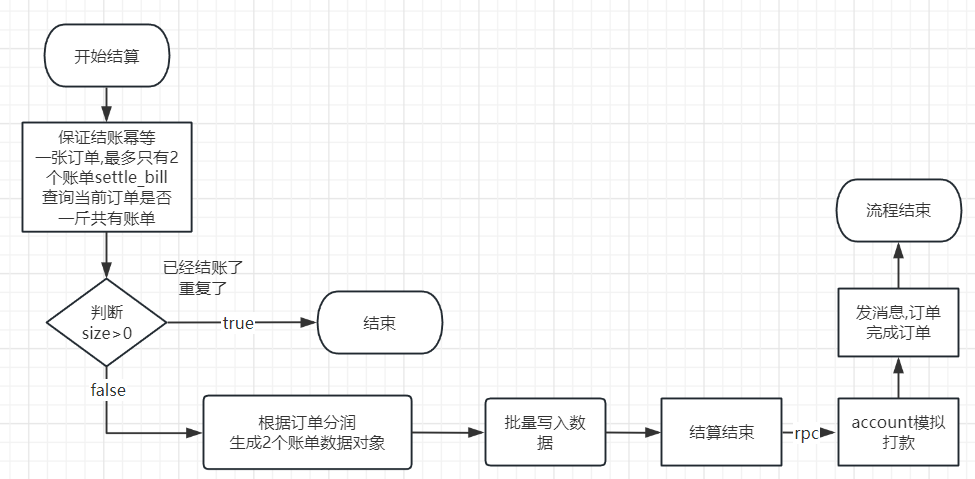 开始结算
保证结账幂等
一张订单,最多只有2
个账单settle_bill
查询当前订单是否
一斤共有账单
已经结账了
重复了
判断
size>0
true
结束
false
根据订单分润
生成2个账单数据对象
批量写入数
据
结算结束
rpc
account模拟
打款
发消息,订单
完成订单
流程结束